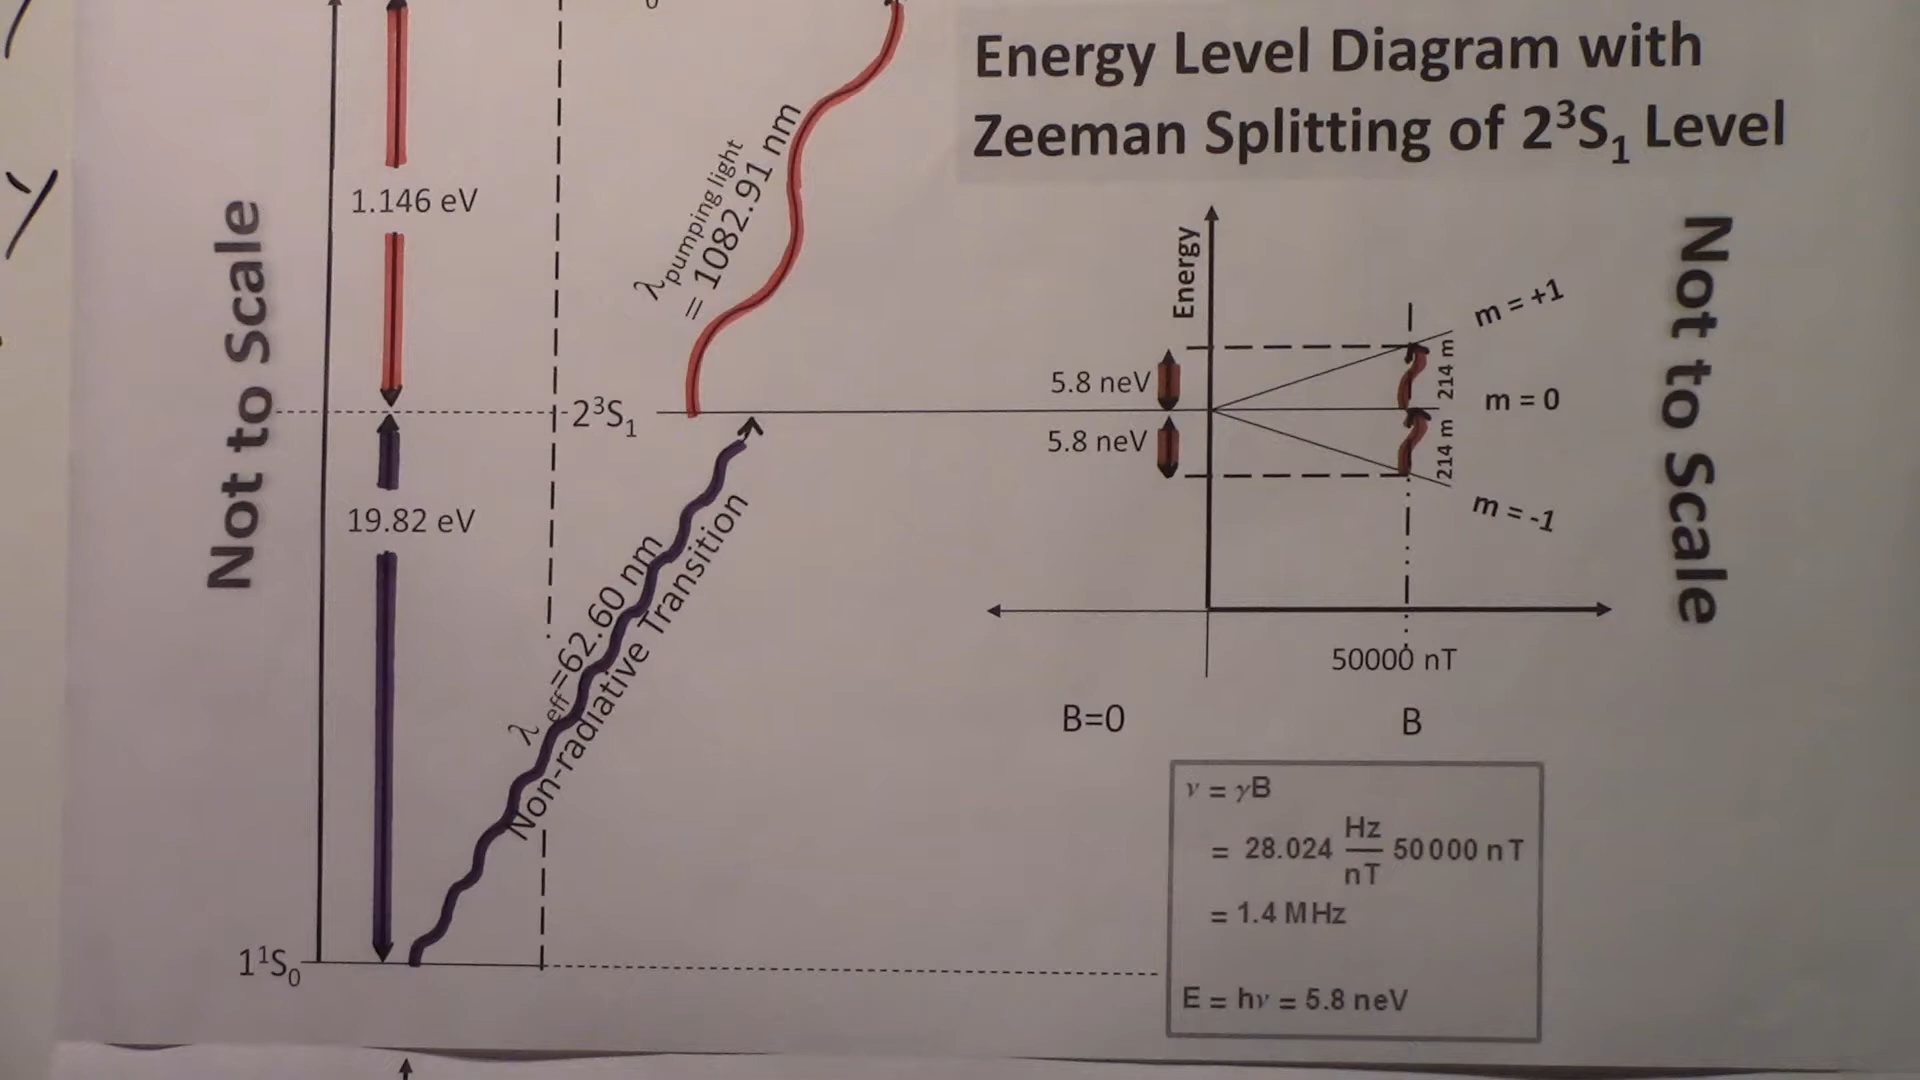 Energy Level Diagram with
Zeeman Splitting of 2³S₁ Level
Not to Scale
1.146 eV
λ pumping light
= 1082.91 nm
2³S₁
19.82 eV
λ eff=62.60 nm
Non-radiative Transition
1¹S₀
Energy
m = +1
5.8 neV
214 m
m = 0
5.8 neV
214 m
m = -1
Not to Scale
50000 nT
B=0
B
ν = γB
= 28.024 Hz/nT 50000 nT
= 1.4 MHz
E = hν = 5.8 neV